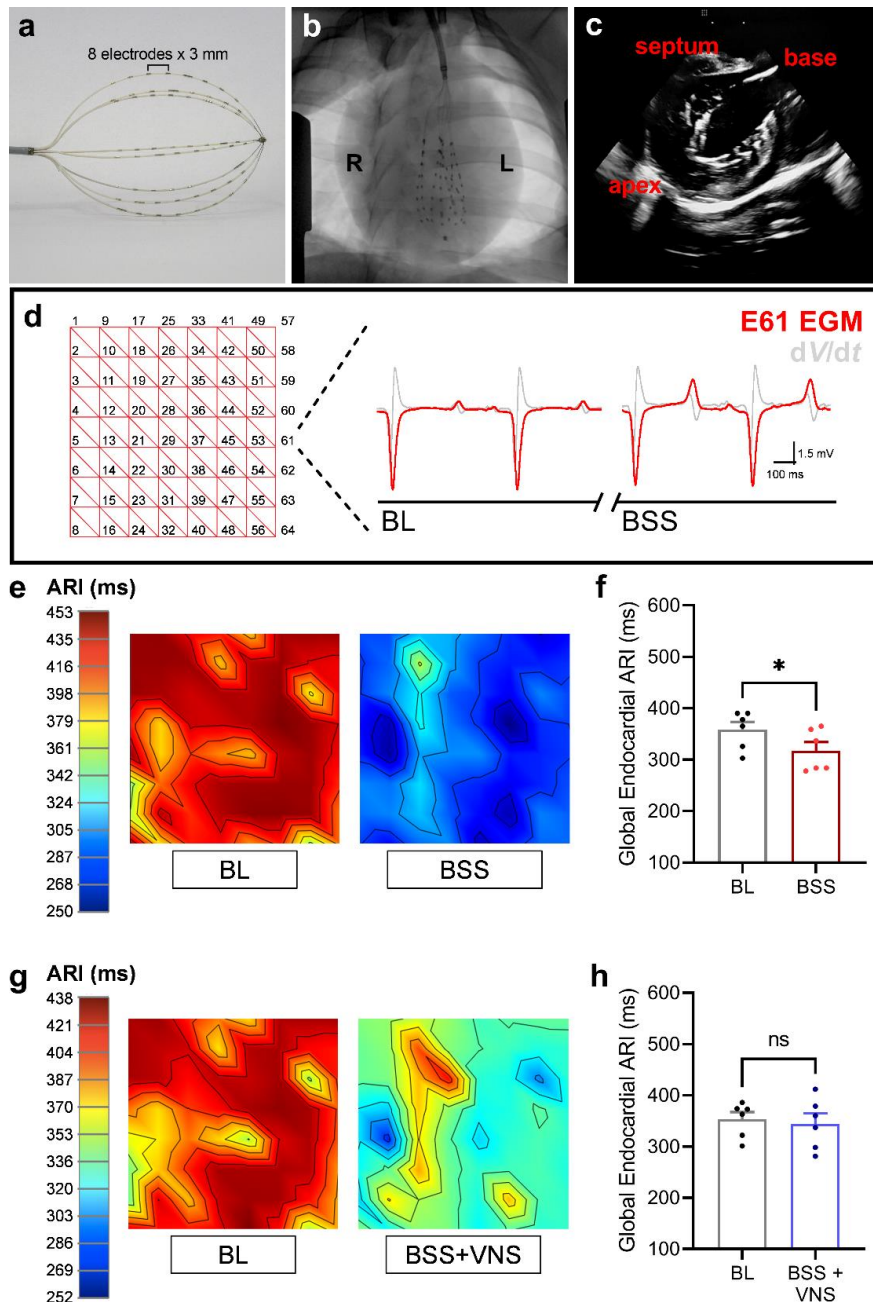 a
8 electrodes x 3 mm
b
R
L
c
septum
base
apex
d
1 9 17 25 33 41 49 57
2 10 18 26 34 42 50 58
3 11 19 27 35 43 51 59
4 12 20 28 36 44 52 60
5 13 21 29 37 45 53 61
6 14 22 30 38 46 54 62
7 15 23 31 39 47 55 63
8 16 24 32 40 48 56 64
E61 EGM
dV/dt
1.5 mV
100 ms
BL
BSS
e
ARI (ms)
453
435
416
398
379
361
342
324
305
287
268
250
BL
BSS
f
Global Endocardial ARI (ms)
600
500
400
300
200
100
*
BL
BSS
g
ARI (ms)
438
421
404
387
370
353
336
320
303
286
269
252
BL
BSS+VNS
h
Global Endocardial ARI (ms)
600
500
400
300
200
100
ns
BL
BSS +
VNS